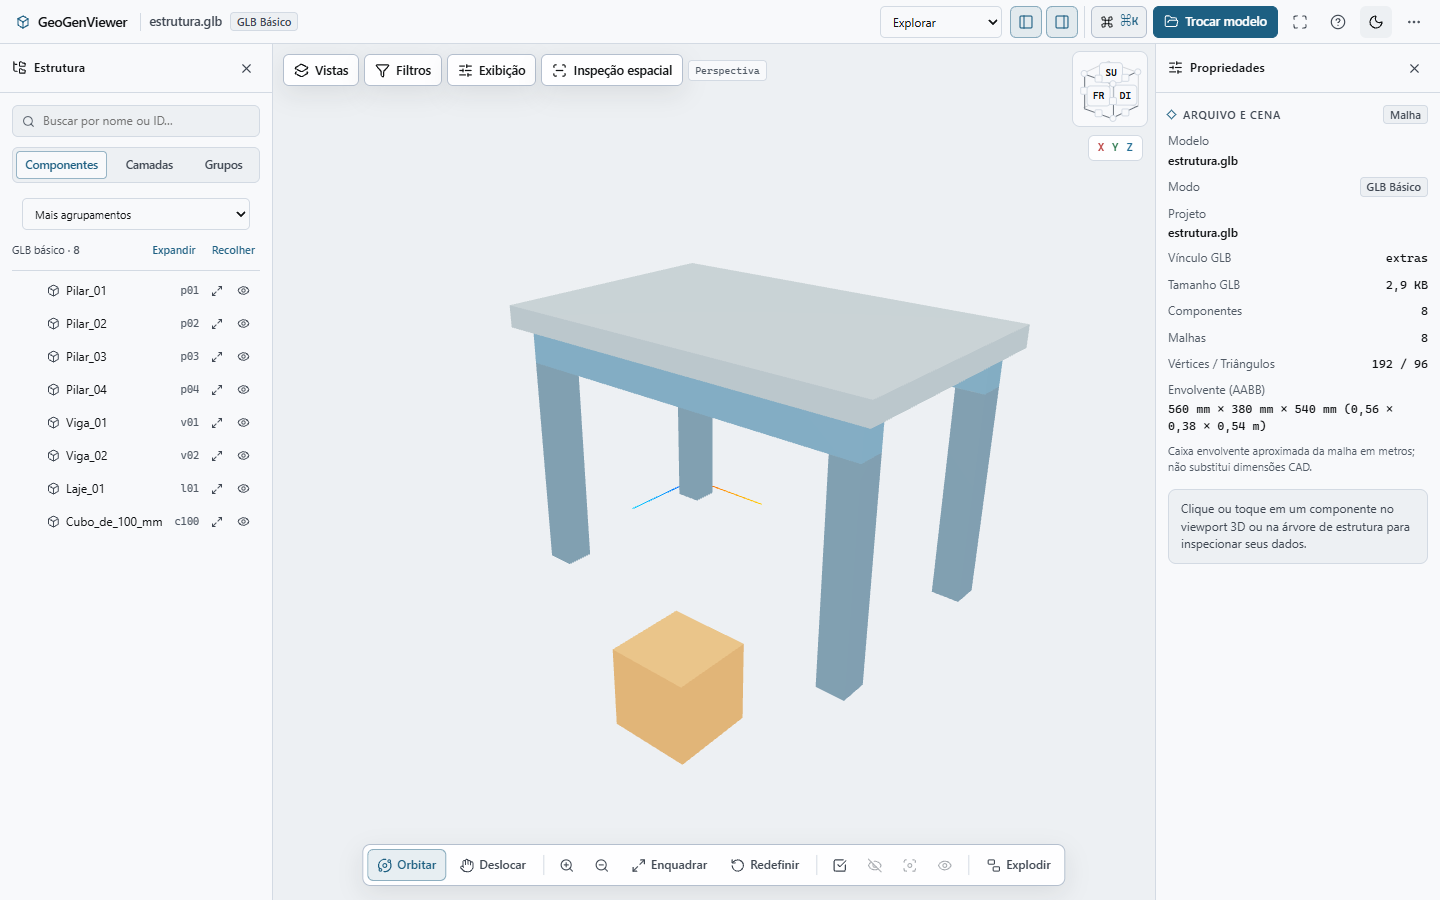 GeoGenViewer estrutura.glb GLB Básico
Explorar ⌘ ⌘K Trocar modelo
Estrutura
Buscar por nome ou ID...
Componentes Camadas Grupos
Mais agrupamentos
GLB básico · 8 Expandir Recolher
Pilar_01 p01
Pilar_02 p02
Pilar_03 p03
Pilar_04 p04
Viga_01 v01
Viga_02 v02
Laje_01 l01
Cubo_de_100_mm c100
Vistas Filtros Exibição Inspeção espacial Perspectiva
SU
FR DI
X Y Z
Orbitar Deslocar Enquadrar Redefinir Explodir
Propriedades
ARQUIVO E CENA Malha
Modelo
estrutura.glb
Modo GLB Básico
Projeto
estrutura.glb
Vínculo GLB extras
Tamanho GLB 2,9 KB
Componentes 8
Malhas 8
Vértices / Triângulos 192 / 96
Envolvente (AABB)
560 mm × 380 mm × 540 mm (0,56 ×
0,38 × 0,54 m)
Caixa envolvente aproximada da malha em metros;
não substitui dimensões CAD.
Clique ou toque em um componente no
viewport 3D ou na árvore de estrutura para
inspecionar seus dados.